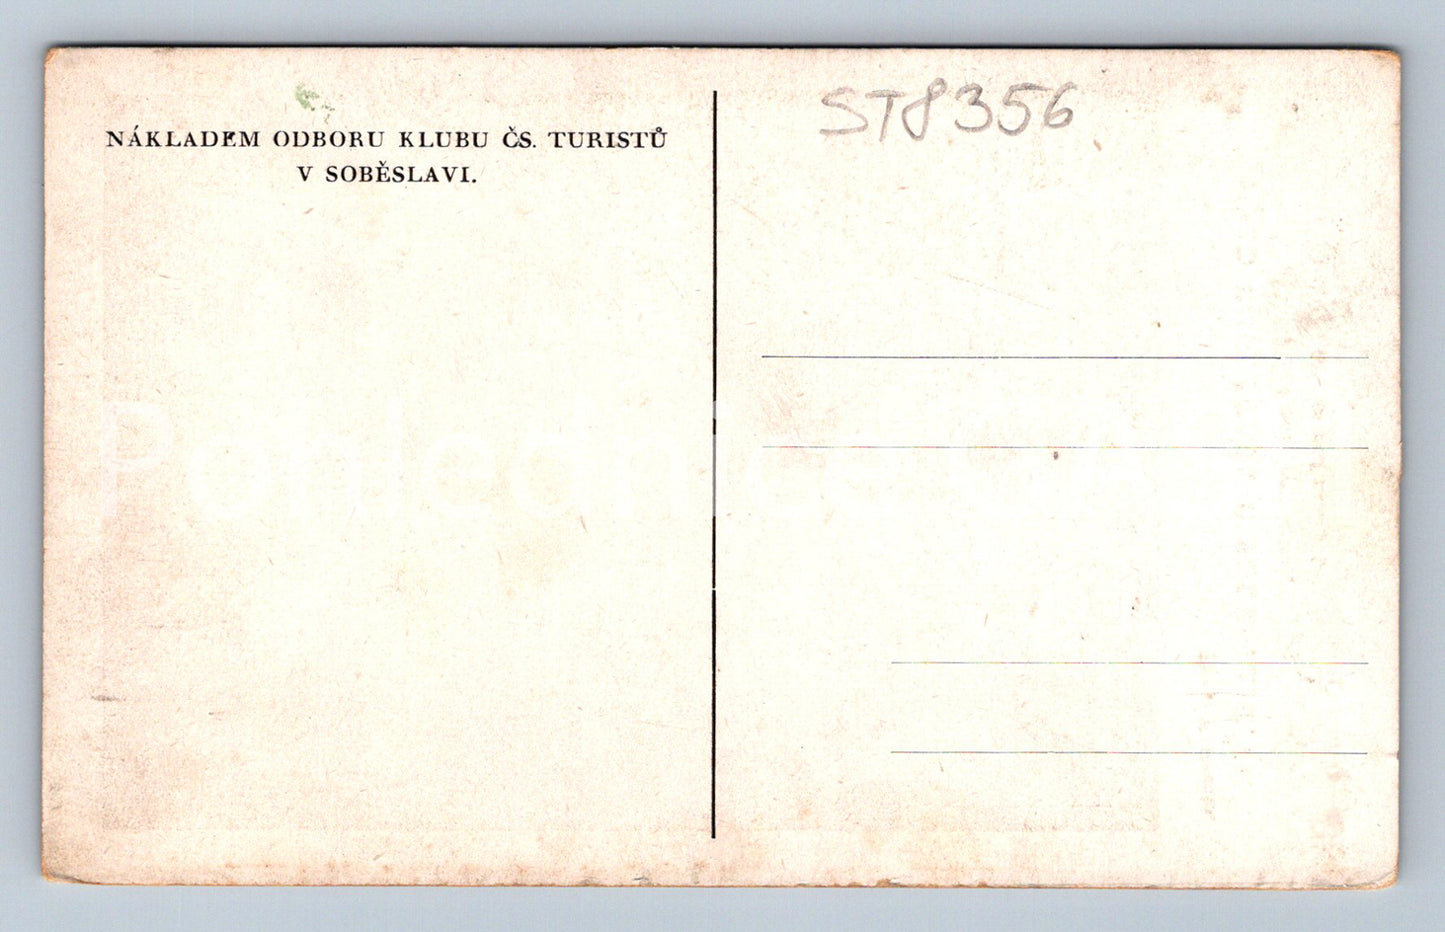 NÁKLADEM ODBORU KLUBU ČS. TURISTŮ
V SOBĚSLAVI.
ST8356